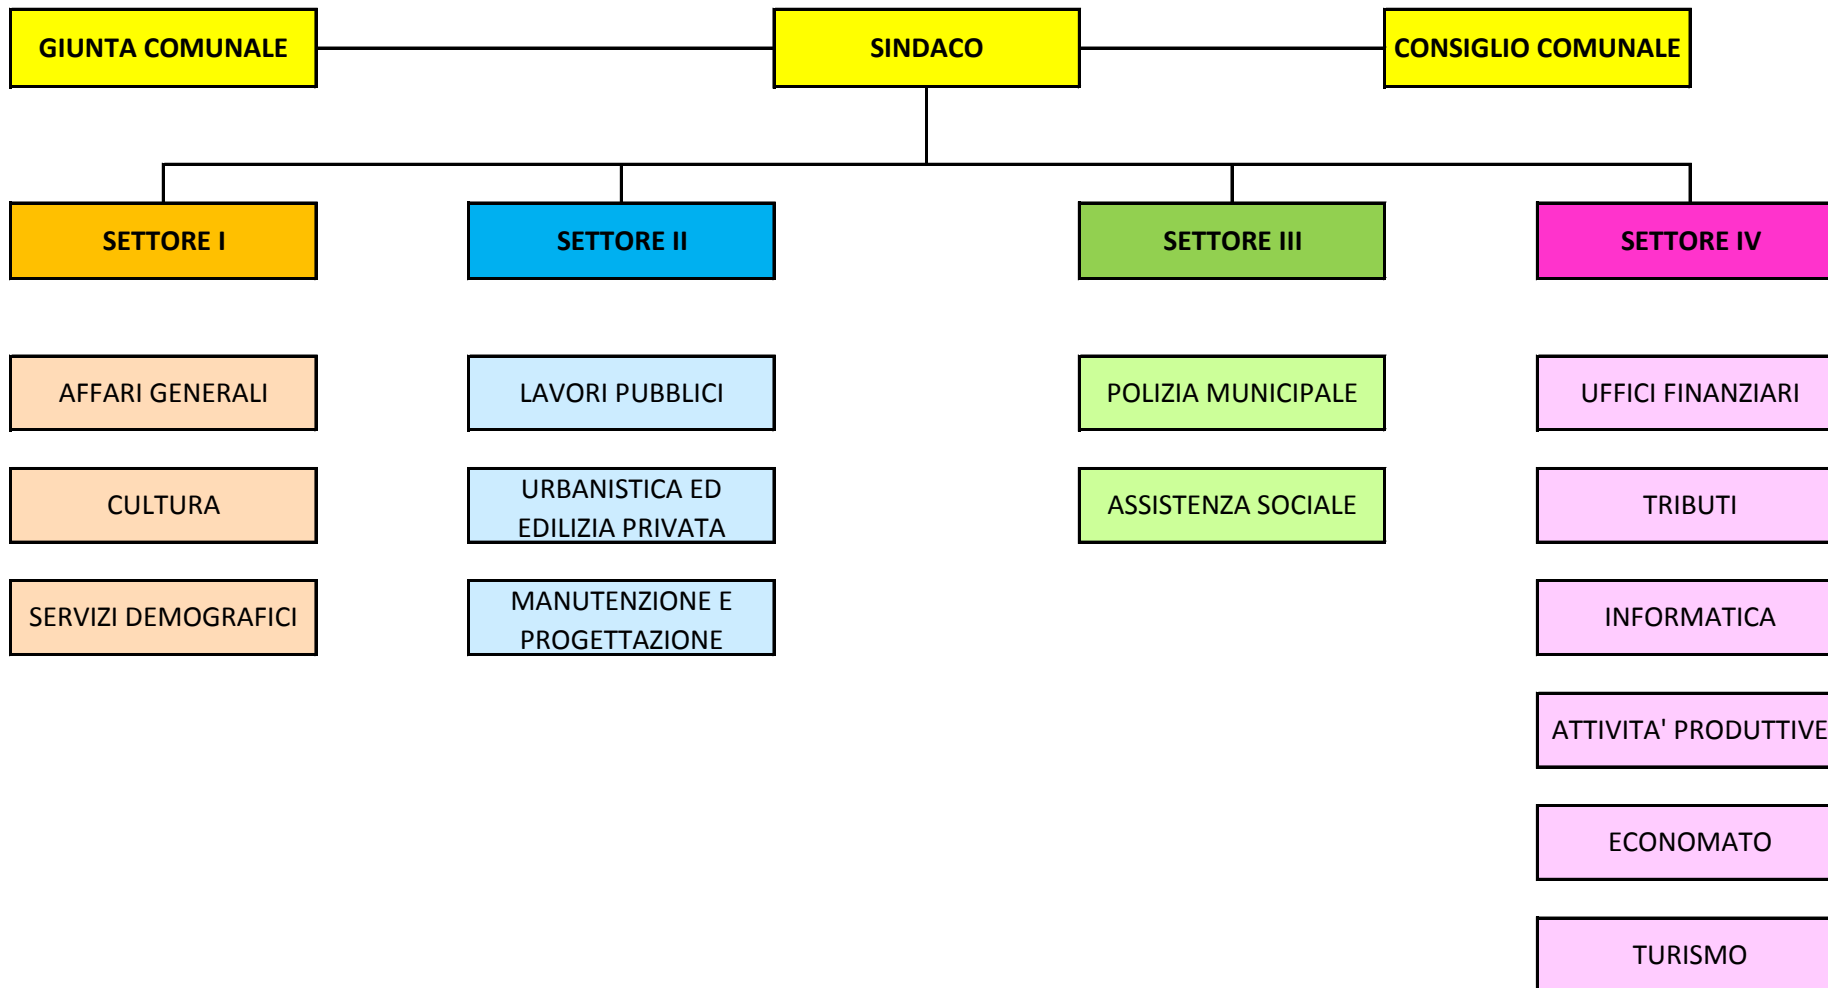 GIUNTA COMUNALE
SINDACO
CONSIGLIO COMUNALE
SETTORE I
SETTORE II
SETTORE III
SETTORE IV
AFFARI GENERALI
LAVORI PUBBLICI
POLIZIA MUNICIPALE
UFFICI FINANZIARI
CULTURA
URBANISTICA ED
EDILIZIA PRIVATA
ASSISTENZA SOCIALE
TRIBUTI
SERVIZI DEMOGRAFICI
MANUTENZIONE E
PROGETTAZIONE
INFORMATICA
ATTIVITA' PRODUTTIVE
ECONOMATO
TURISMO